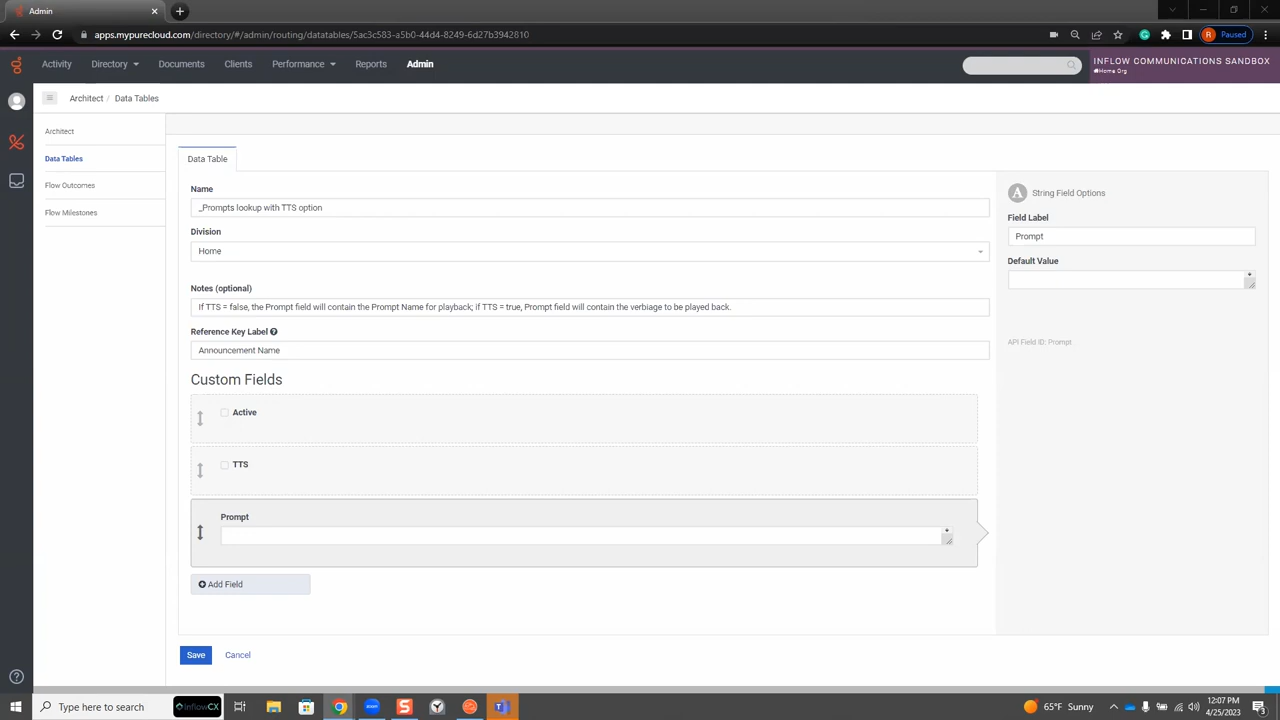 Admin
apps.mypurecloud.com/directory/#/admin/routing/datatables/5ac3c583-a5b0-44d4-8249-6d27b3942810
R Paused
Activity Directory Documents Clients Performance Reports Admin
INFLOW COMMUNICATIONS SANDBOX
Home Org
Architect / Data Tables
Architect
Data Tables
Flow Outcomes
Flow Milestones
Data Table
Name
_Prompts lookup with TTS option
Division
Home
Notes (optional)
If TTS = false, the Prompt field will contain the Prompt Name for playback; if TTS = true, Prompt field will contain the verbiage to be played back.
Reference Key Label
Announcement Name
Custom Fields
Active
TTS
Prompt
Add Field
Save Cancel
A String Field Options
Field Label
Prompt
Default Value
API Field ID: Prompt
Type here to search
InflowCX
zoom
S
65°F Sunny
12:07 PM
4/25/2023
3